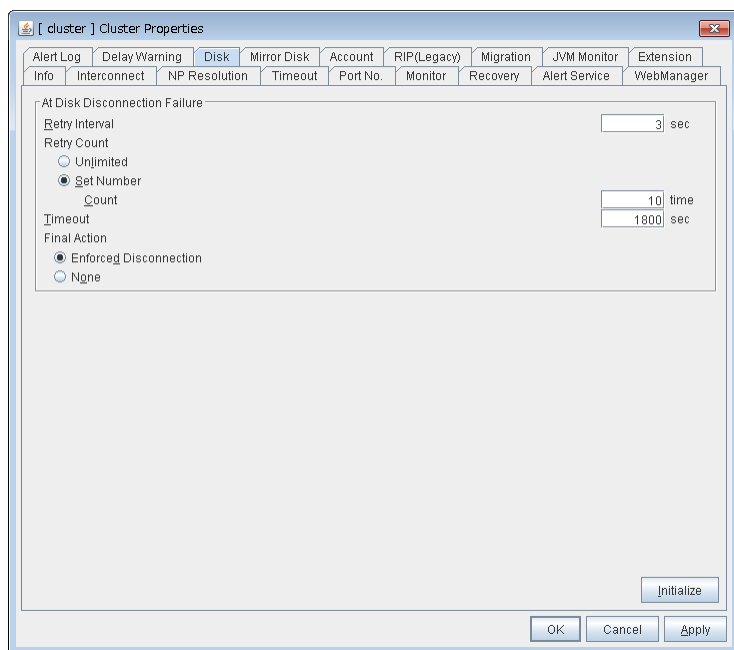 [ cluster ] Cluster Properties
Alert Log Delay Warning Disk Mirror Disk Account RIP(Legacy) Migration JVM Monitor Extension
Info Interconnect NP Resolution Timeout Port No. Monitor Recovery Alert Service WebManager
At Disk Disconnection Failure
Retry Interval 3 sec
Retry Count
Unlimited
Set Number
Count 10 time
Timeout 1800 sec
Final Action
Enforced Disconnection
None
Initialize
OK Cancel Apply